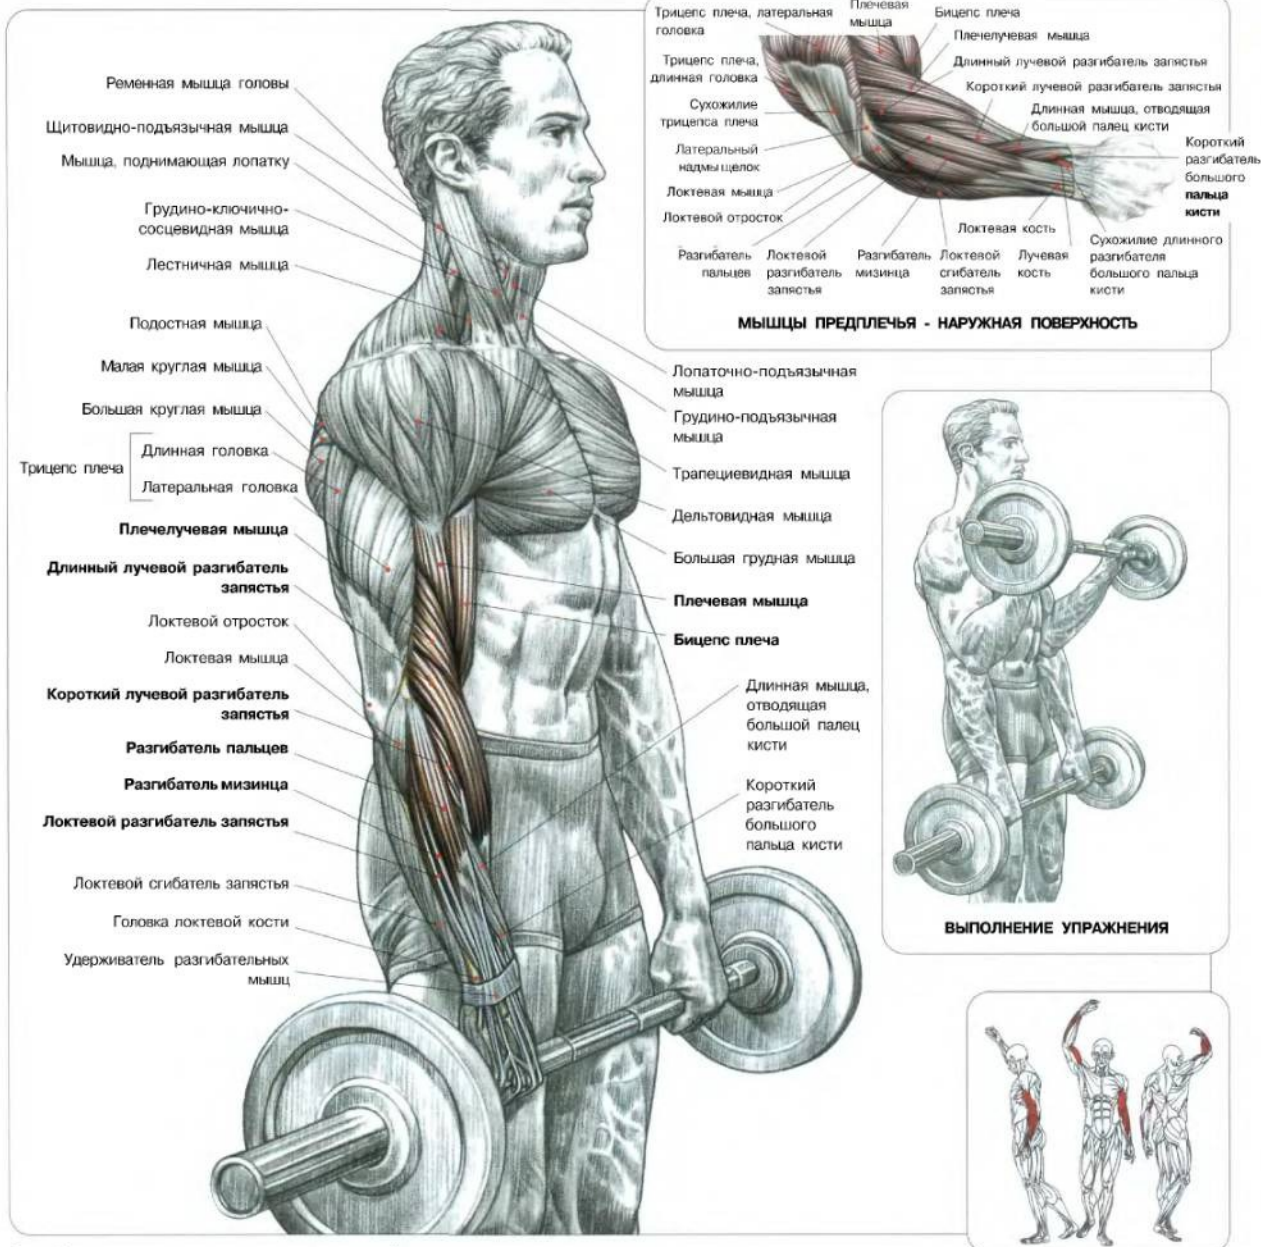 Ременная мышца головы
Щитовидно-подъязычная мышца
Мышца, поднимающая лопатку
Грудино-ключично-
сосцевидная мышца
Лестничная мышца
Подостная мышца
Малая круглая мышца
Большая круглая мышца
Трицепс плеча
Длинная головка
Латеральная головка
Плечелучевая мышца
Длинный лучевой разгибатель
запястья
Локтевой отросток
Локтевая мышца
Короткий лучевой разгибатель
запястья
Разгибатель пальцев
Разгибатель мизинца
Локтевой разгибатель запястья
Локтевой сгибатель запястья
Головка локтевой кости
Удерживатель разгибательных
мышц
Лопаточно-подъязычная
мышца
Грудино-подъязычная
мышца
Трапециевидная мышца
Дельтовидная мышца
Большая грудная мышца
Плечевая мышца
Бицепс плеча
Длинная мышца,
отводящая
большой палец
кисти
Короткий
разгибатель
большого
пальца кисти
Трицепс плеча, латеральная
головка
Плечевая
мышца
Бицепс плеча
Плечелучевая мышца
Трицепс плеча,
длинная головка
Длинный лучевой разгибатель запястья
Короткий лучевой разгибатель запястья
Сухожилие
трицепса плеча
Длинная мышца, отводящая
большой палец кисти
Латеральный
надмыщелок
Короткий
разгибатель
большого
пальца
кисти
Локтевая мышца
Локтевой отросток
Разгибатель
пальцев
Локтевой
разгибатель
запястья
Разгибатель
мизинца
Локтевой
сгибатель
запястья
Локтевая кость
Лучевая
кость
Сухожилие длинного
разгибателя
большого пальца
кисти
МЫШЦЫ ПРЕДПЛЕЧЬЯ - НАРУЖНАЯ ПОВЕРХНОСТЬ
ВЫПОЛНЕНИЕ УПРАЖНЕНИЯ